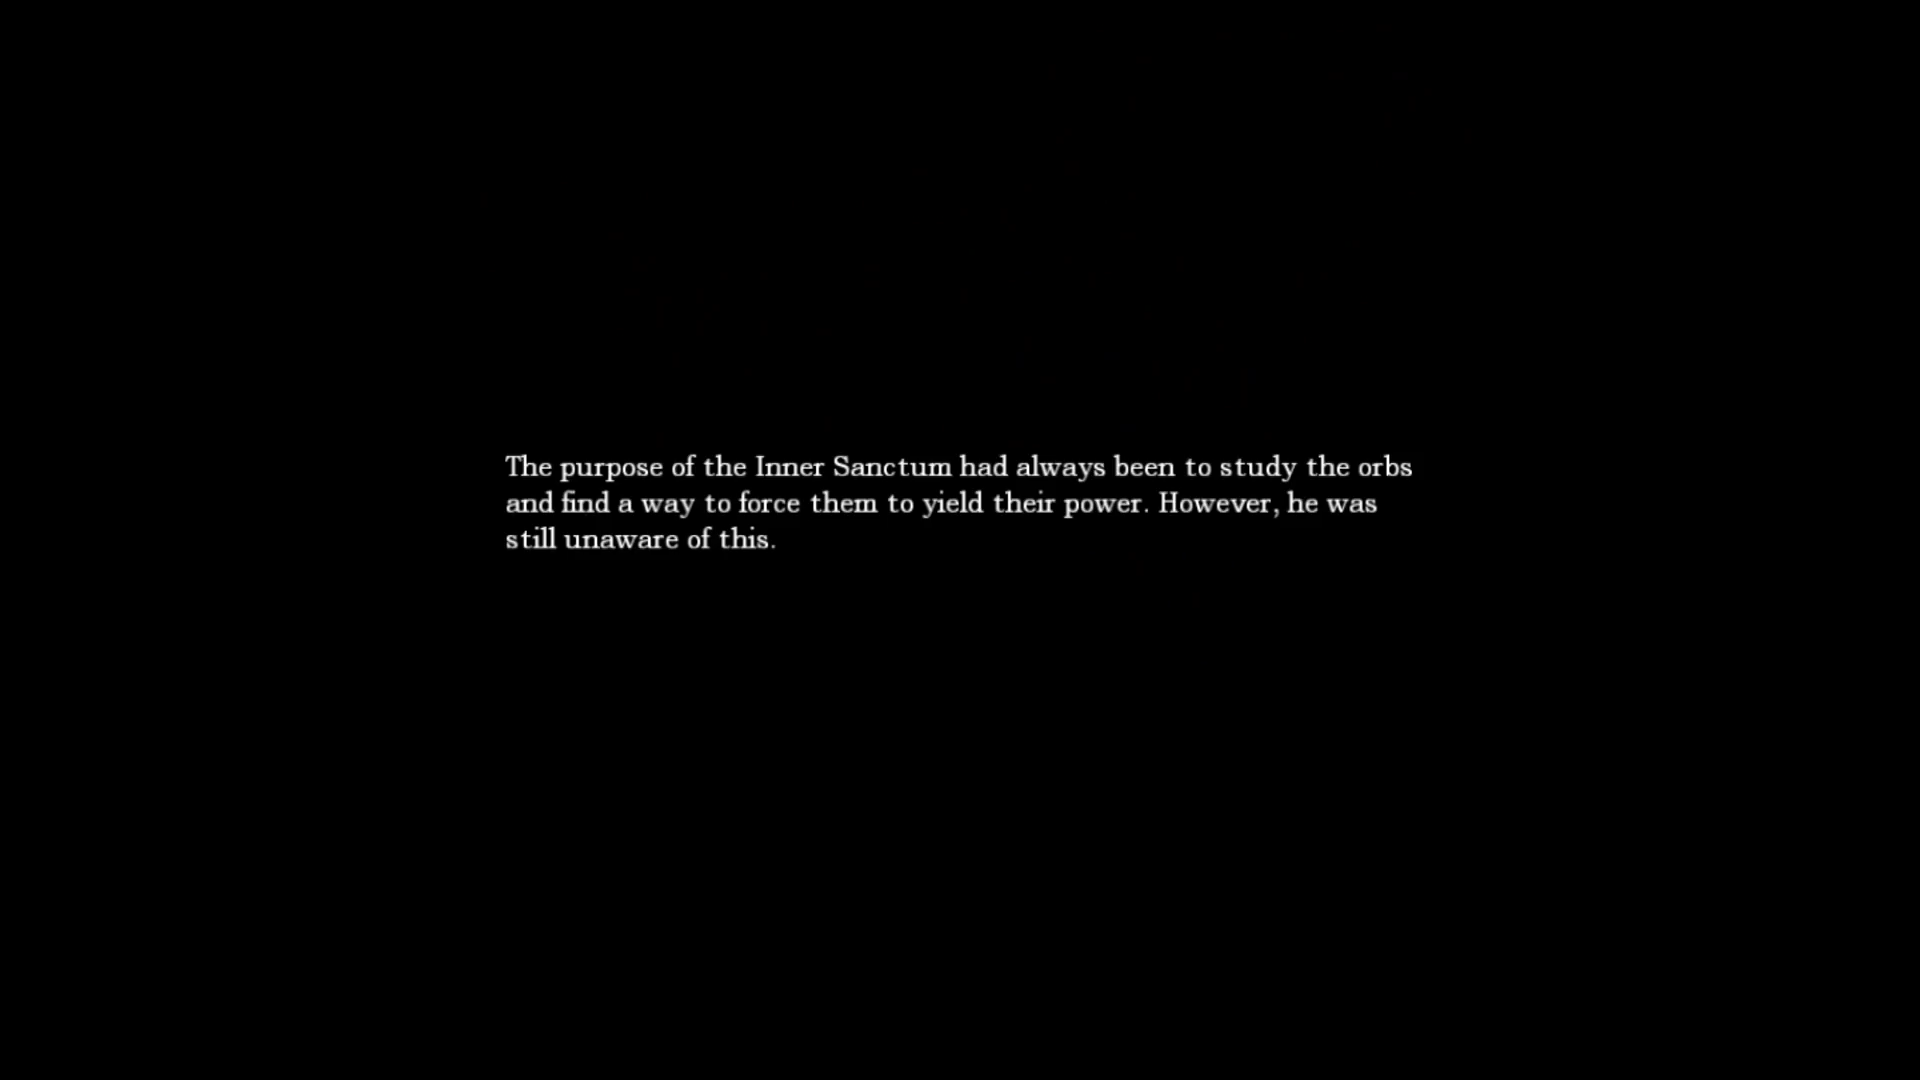 The purpose of the Inner Sanctum had always been to study the orbs
and find a way to force them to yield their power. However, he was
still unaware of this.